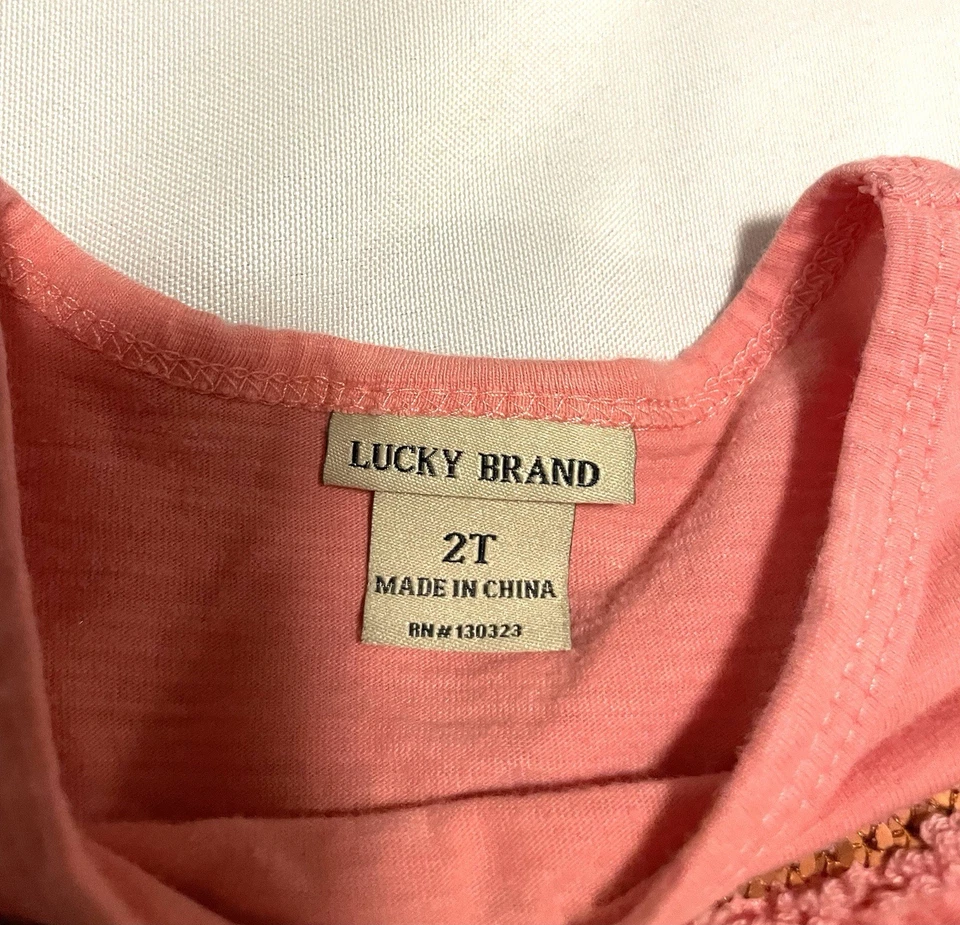 LUCKY BRAND
2T
MADE IN CHINA
RN # 130323